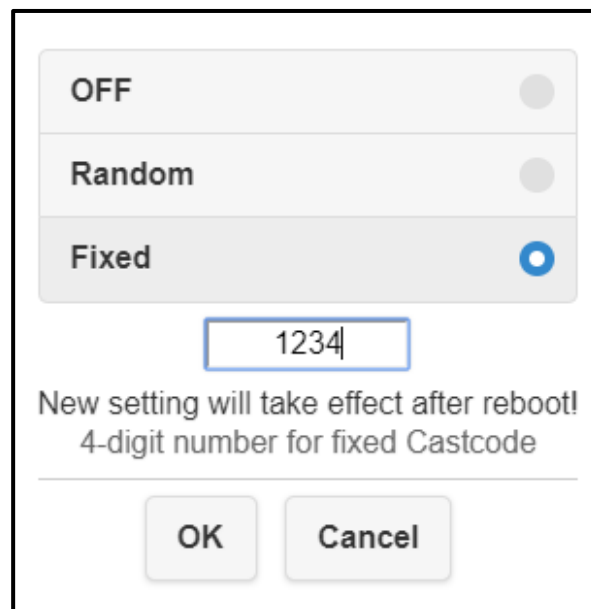 OFF
Random
Fixed
1234
New setting will take effect after reboot!
4-digit number for fixed Castcode
OK
Cancel